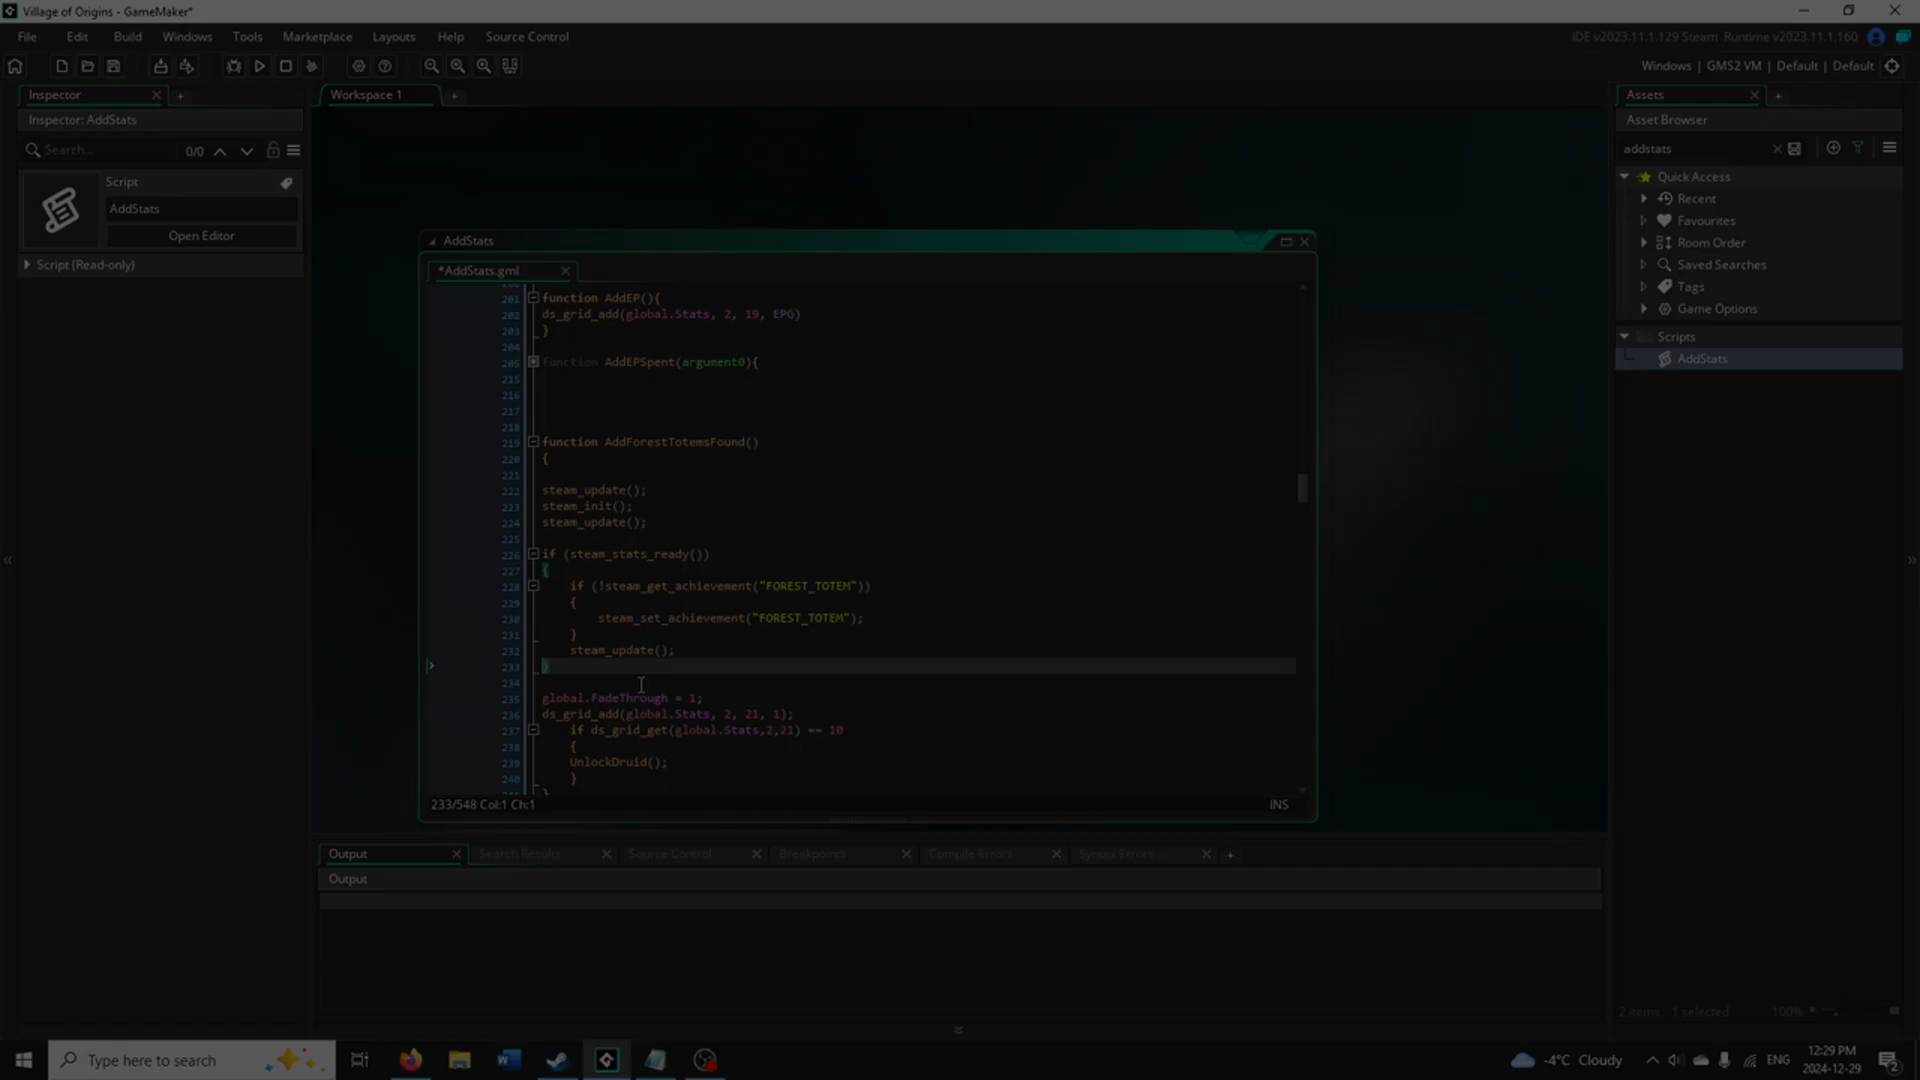 Village of Origins - GameMaker*
File Edit Build Windows Tools Marketplace Layouts Help Source Control
IDE v2023.11.1.129 Steam Runtime v2023.11.1.160
Windows | GMS2 VM | Default | Default
Inspector
Workspace 1
Assets
Inspector: AddStats
Asset Browser
Search...
0/0
addstats
Script
AddStats
Open Editor
Script (Read-only)
Quick Access
Recent
Favourites
Room Order
Saved Searches
Tags
Game Options
Scripts
AddStats
AddStats
*AddStats.gml
201 function AddEP(){
202 ds_grid_add(global.Stats, 2, 19, EPG)
203 }
204
205 function AddEPSpent(argument0){
215
216
217
218
219 function AddForestTotemsFound()
220 {
221
222 steam_update();
223 steam_init();
224 steam_update();
225
226 if (steam_stats_ready())
227 {
228 if (!steam_get_achievement("FOREST_TOTEM"))
229 {
230 steam_set_achievement("FOREST_TOTEM");
231 }
232 steam_update();
233 }
234
235 global.FadeThrough = 1;
236 ds_grid_add(global.Stats, 2, 21, 1);
237 if ds_grid_get(global.Stats,2,21) == 10
238 {
239 UnlockDruid();
240 }
233/548 Col:1 Ch:1
INS
Output
Search Results
Source Control
Breakpoints
Compile Errors
Syntax Errors
Output
2 items 1 selected 100%
Type here to search
-4°C Cloudy
ENG
12:29 PM
2024-12-29
2